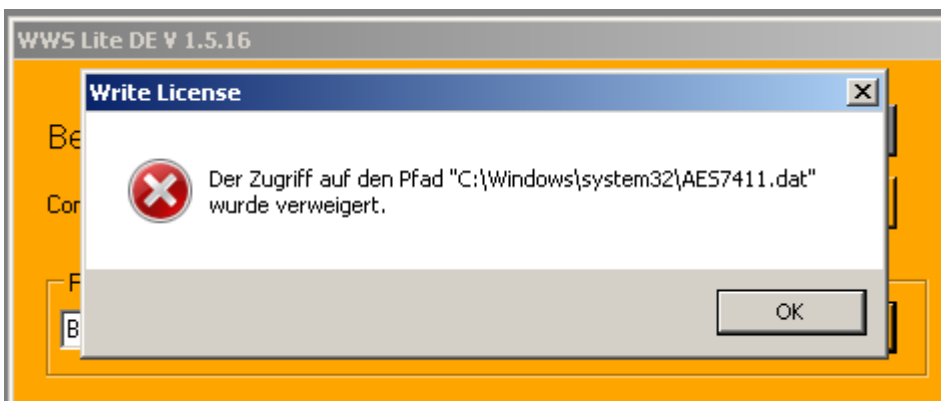 WWS Lite DE V 1.5.16
Write License
Der Zugriff auf den Pfad "C:\Windows\system32\AES7411.dat"
wurde verweigert.
OK